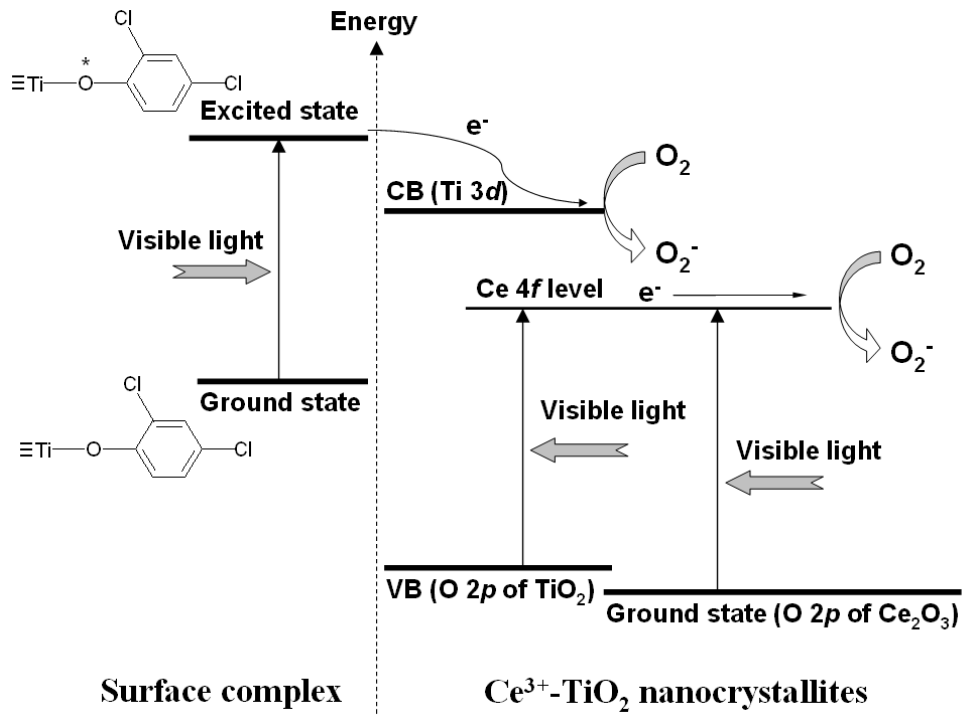 Energy
Cl
*
≡Ti—O
Cl
Excited state
e⁻
O₂
CB (Ti 3d)
Visible light
O₂⁻
Ce 4f level
e⁻
O₂
O₂⁻
Ground state
Cl
≡Ti—O
Cl
Visible light
Visible light
VB (O 2p of TiO₂)
Ground state (O 2p of Ce₂O₃)
Surface complex
Ce³⁺-TiO₂ nanocrystallites